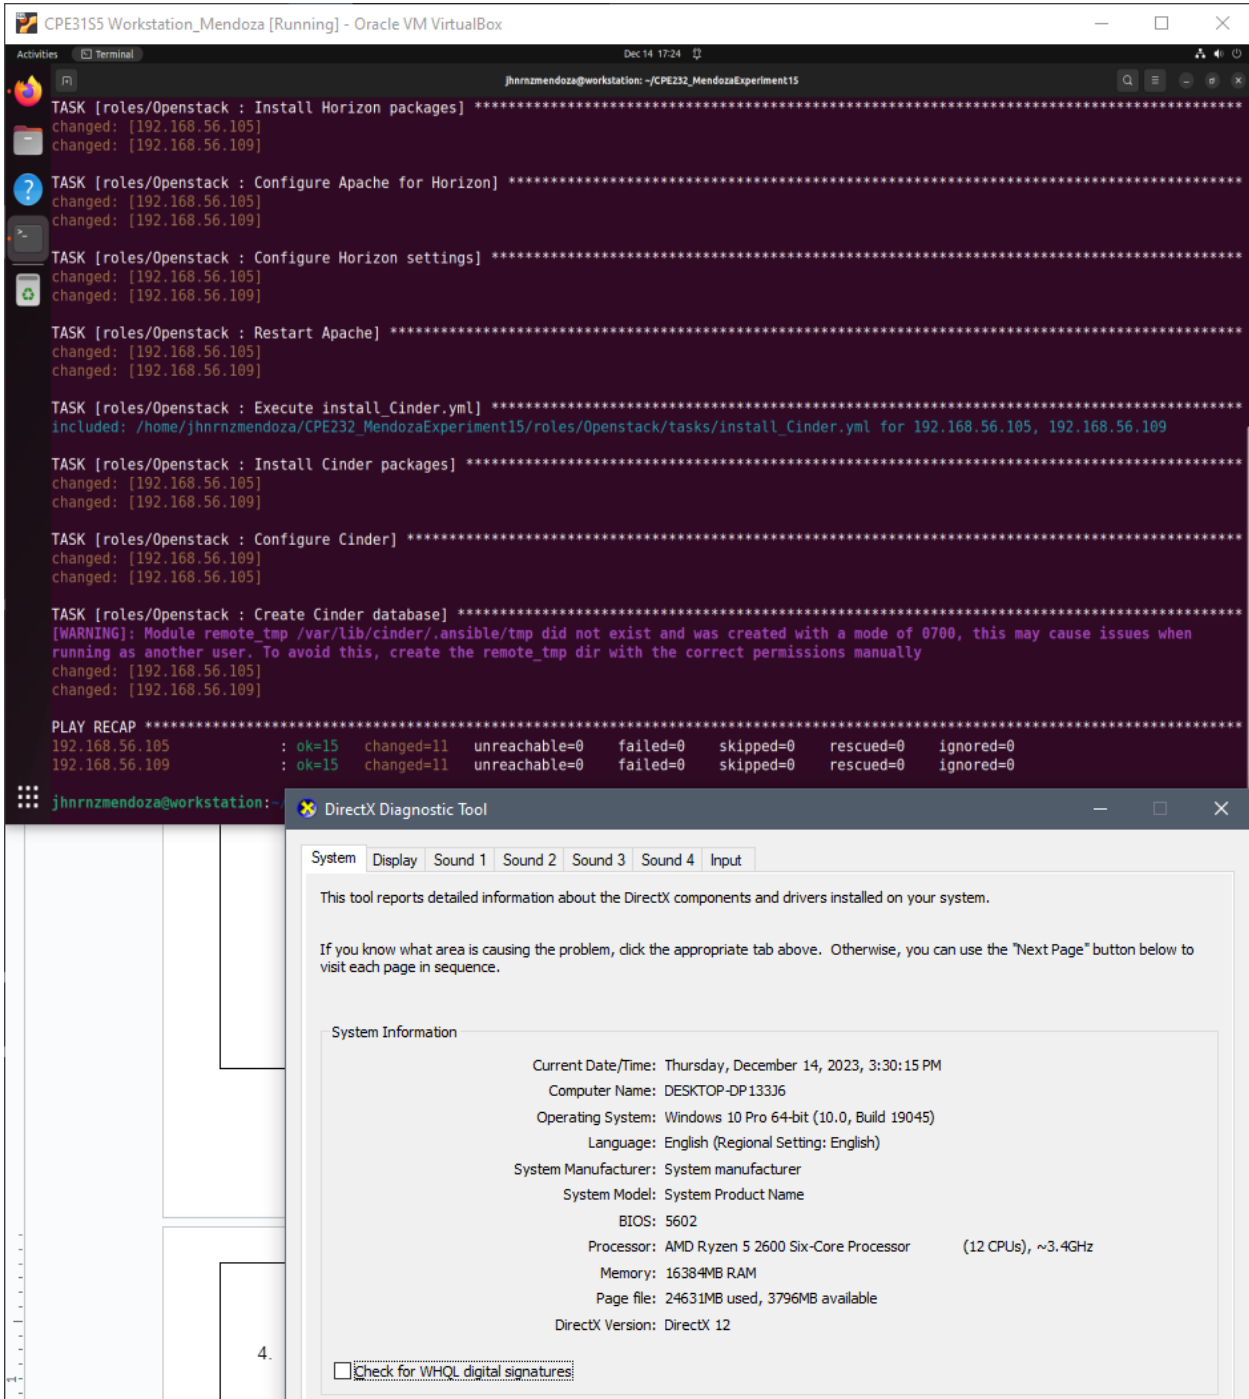 CPE31S5 Workstation_Mendoza [Running] - Oracle VM VirtualBox
Activities Terminal Dec 14 17:24
jhnrnzmendoza@workstation: ~/CPE232_MendozaExperiment15
TASK [roles/Openstack : Install Horizon packages] ********************************************************************************************
changed: [192.168.56.105]
changed: [192.168.56.109]
TASK [roles/Openstack : Configure Apache for Horizon] ****************************************************************************************
changed: [192.168.56.105]
changed: [192.168.56.109]
TASK [roles/Openstack : Configure Horizon settings] ******************************************************************************************
changed: [192.168.56.105]
changed: [192.168.56.109]
TASK [roles/Openstack : Restart Apache] ******************************************************************************************************
changed: [192.168.56.105]
changed: [192.168.56.109]
TASK [roles/Openstack : Execute install_Cinder.yml] ******************************************************************************************
included: /home/jhnrnzmendoza/CPE232_MendozaExperiment15/roles/Openstack/tasks/install_Cinder.yml for 192.168.56.105, 192.168.56.109
TASK [roles/Openstack : Install Cinder packages] *********************************************************************************************
changed: [192.168.56.105]
changed: [192.168.56.109]
TASK [roles/Openstack : Configure Cinder] ****************************************************************************************************
changed: [192.168.56.109]
changed: [192.168.56.105]
TASK [roles/Openstack : Create Cinder database] **********************************************************************************************
[WARNING]: Module remote_tmp /var/lib/cinder/.ansible/tmp did not exist and was created with a mode of 0700, this may cause issues when
running as another user. To avoid this, create the remote_tmp dir with the correct permissions manually
changed: [192.168.56.105]
changed: [192.168.56.109]
PLAY RECAP ***********************************************************************************************************************************
192.168.56.105 : ok=15 changed=11 unreachable=0 failed=0 skipped=0 rescued=0 ignored=0
192.168.56.109 : ok=15 changed=11 unreachable=0 failed=0 skipped=0 rescued=0 ignored=0
jhnrnzmendoza@workstation:~/
DirectX Diagnostic Tool
System Display Sound 1 Sound 2 Sound 3 Sound 4 Input
This tool reports detailed information about the DirectX components and drivers installed on your system.
If you know what area is causing the problem, click the appropriate tab above. Otherwise, you can use the "Next Page" button below to
visit each page in sequence.
System Information
Current Date/Time: Thursday, December 14, 2023, 3:30:15 PM
Computer Name: DESKTOP-DP133J6
Operating System: Windows 10 Pro 64-bit (10.0, Build 19045)
Language: English (Regional Setting: English)
System Manufacturer: System manufacturer
System Model: System Product Name
BIOS: 5602
Processor: AMD Ryzen 5 2600 Six-Core Processor (12 CPUs), ~3.4GHz
Memory: 16384MB RAM
Page file: 24631MB used, 3796MB available
DirectX Version: DirectX 12
4.
Check for WHQL digital signatures